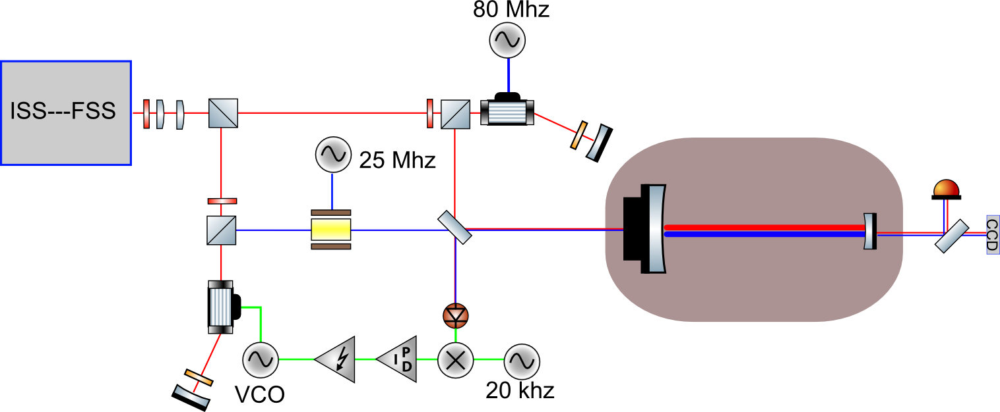 80 Mhz
ISS---FSS
25 Mhz
CCD
P
I D
VCO
20 khz